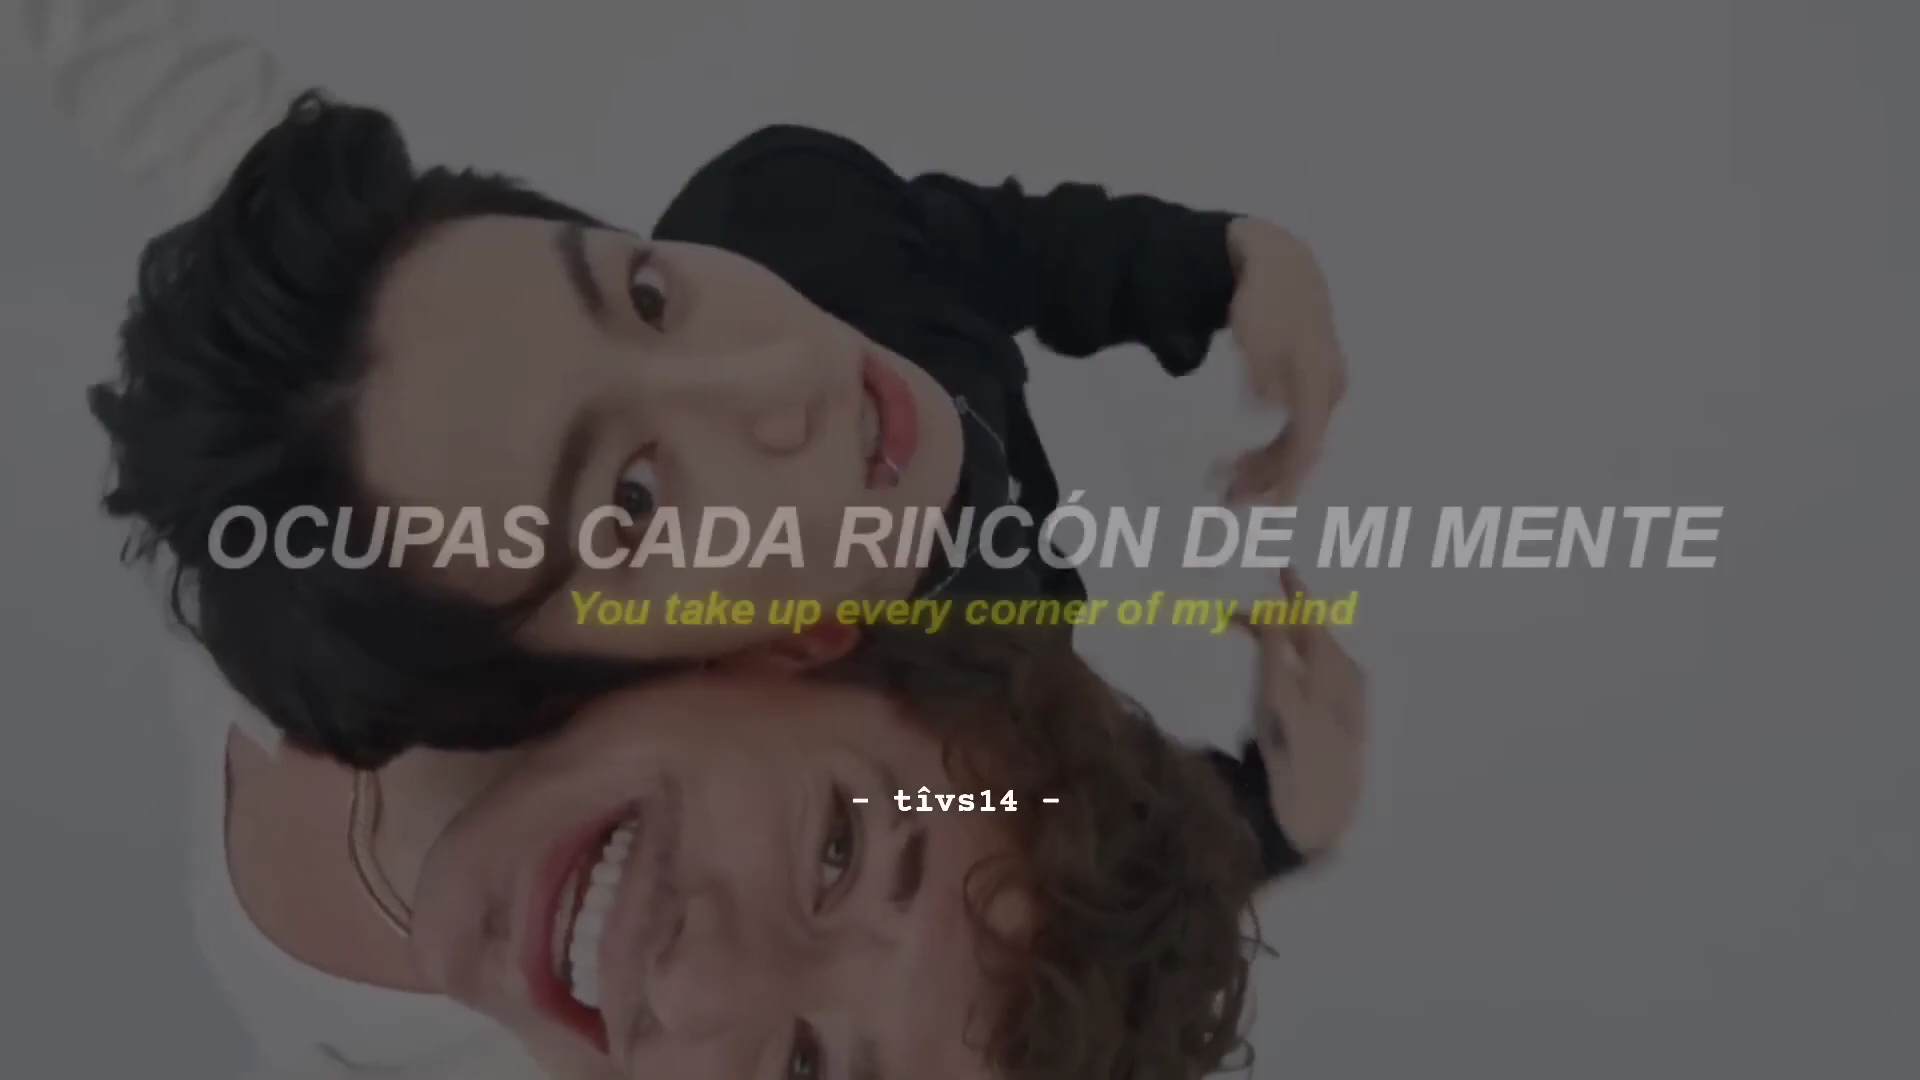 OCUPAS CADA RINCÓN DE MI MENTE
You take up every corner of my mind
- tîvs14 -